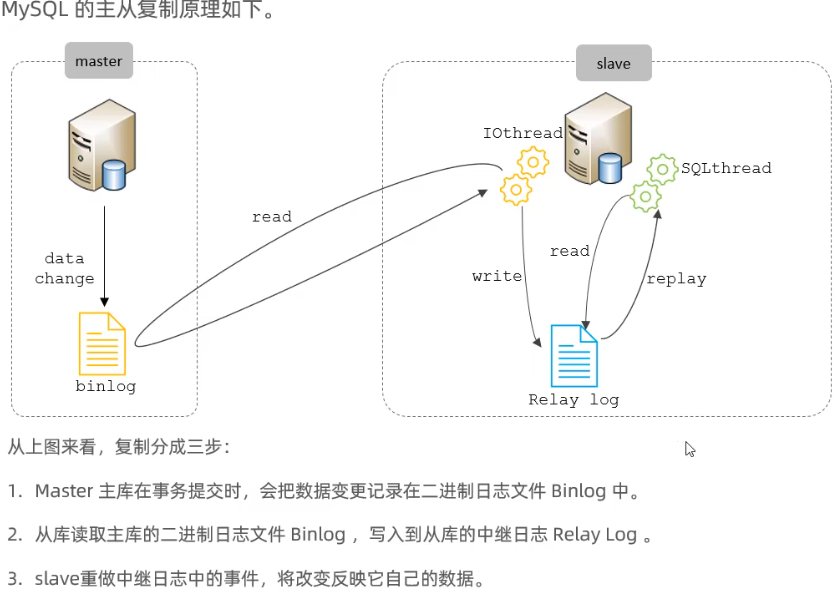 MySQL 的主从复制原理如下。
master
slave
IOthread
SQLthread
read
data
change
read
write
replay
binlog
Relay log
从上图来看，复制分成三步：
1. Master 主库在事务提交时，会把数据变更记录在二进制日志文件 Binlog 中。
2. 从库读取主库的二进制日志文件 Binlog ，写入到从库的中继日志 Relay Log 。
3. slave重做中继日志中的事件，将改变反映它自己的数据。